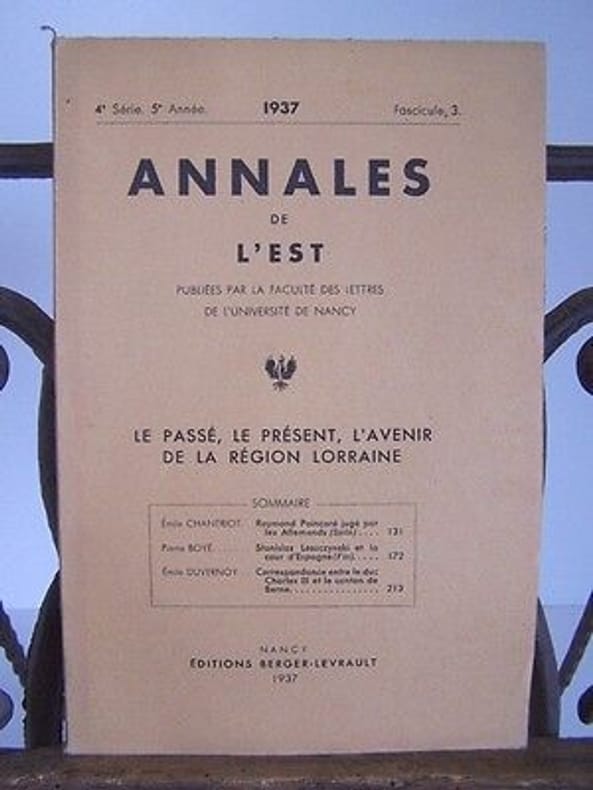 4e Série. 5e Année. 1937 Fascicule, 3.
ANNALES
DE
L'EST
PUBLIÉES PAR LA FACULTÉ DES LETTRES
DE L'UNIVERSITÉ DE NANCY
LE PASSÉ, LE PRÉSENT, L'AVENIR
DE LA RÉGION LORRAINE
SOMMAIRE
Émile CHANTRIOT. Raymond Poincaré jugé par
les Allemands (Suite).... 131
Pierre BOYÉ...... Stanislas Leszczynski et la
cour d'Espagne (Fin)..... 172
Émile DUVERNOY. Correspondance entre le duc
Charles III et le canton de
Berne................ 213
NANCY
ÉDITIONS BERGER-LEVRAULT
1937